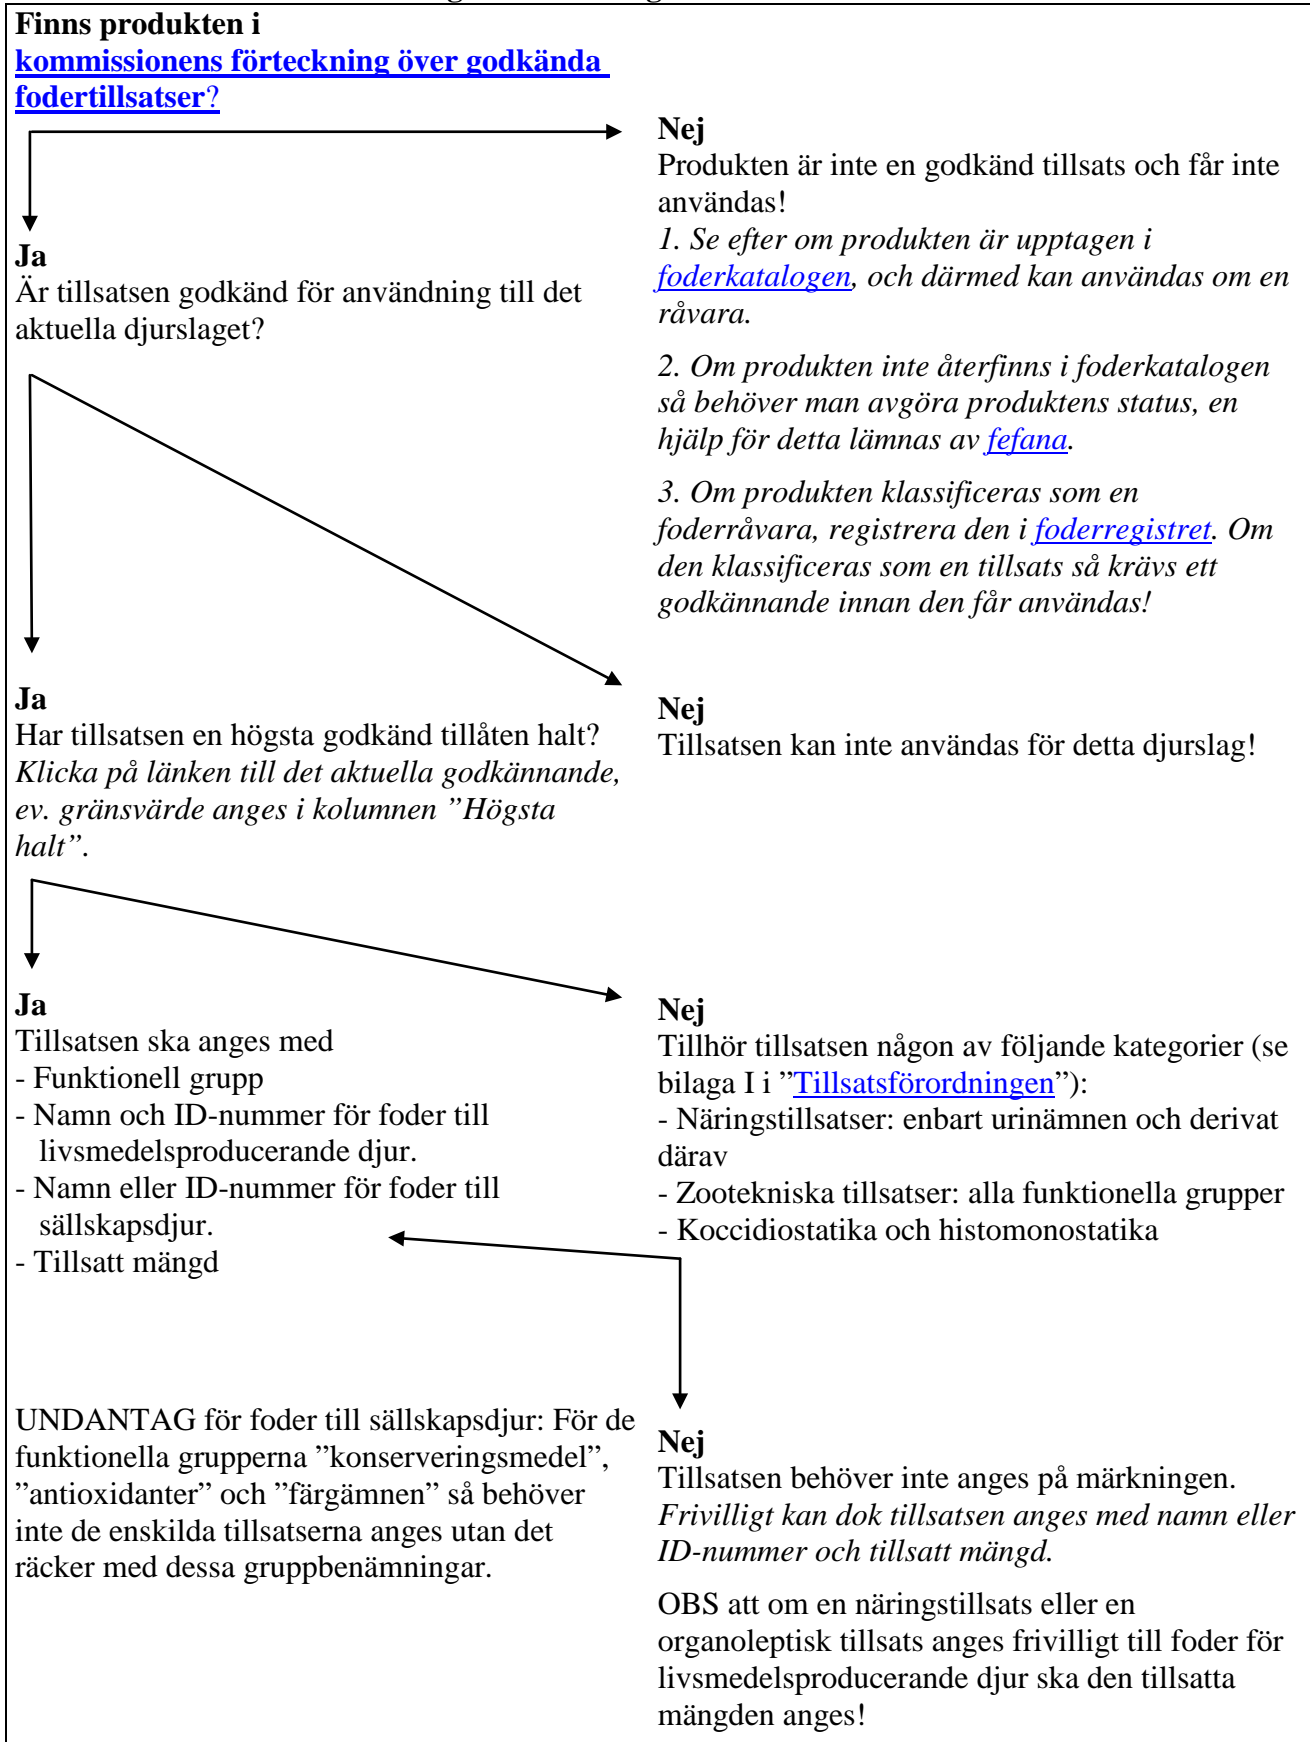 Finns produkten i
kommissionens förteckning över godkända
fodertillsatser?
Nej
Produkten är inte en godkänd tillsats och får inte
användas!
1. Se efter om produkten är upptagen i
foderkatalogen, och därmed kan användas om en
råvara.
2. Om produkten inte återfinns i foderkatalogen
så behöver man avgöra produktens status, en
hjälp för detta lämnas av fefana.
3. Om produkten klassificeras som en
foderråvara, registrera den i foderregistret. Om
den klassificeras som en tillsats så krävs ett
godkännande innan den får användas!
Ja
Är tillsatsen godkänd för användning till det
aktuella djurslaget?
Ja
Har tillsatsen en högsta godkänd tillåten halt?
Klicka på länken till det aktuella godkännande,
ev. gränsvärde anges i kolumnen ”Högsta
halt”.
Nej
Tillsatsen kan inte användas för detta djurslag!
Ja
Tillsatsen ska anges med
- Funktionell grupp
- Namn och ID-nummer för foder till
livsmedelsproducerande djur.
- Namn eller ID-nummer för foder till
sällskapsdjur.
- Tillsatt mängd
Nej
Tillhör tillsatsen någon av följande kategorier (se
bilaga I i ”Tillsatsförordningen”):
- Näringstillsatser: enbart urinämnen och derivat
därav
- Zootekniska tillsatser: alla funktionella grupper
- Koccidiostatika och histomonostatika
UNDANTAG för foder till sällskapsdjur: För de
funktionella grupperna ”konserveringsmedel”,
”antioxidanter” och ”färgämnen” så behöver
inte de enskilda tillsatserna anges utan det
räcker med dessa gruppbenämningar.
Nej
Tillsatsen behöver inte anges på märkningen.
Frivilligt kan dok tillsatsen anges med namn eller
ID-nummer och tillsatt mängd.
OBS att om en näringstillsats eller en
organoleptisk tillsats anges frivilligt till foder för
livsmedelsproducerande djur ska den tillsatta
mängden anges!